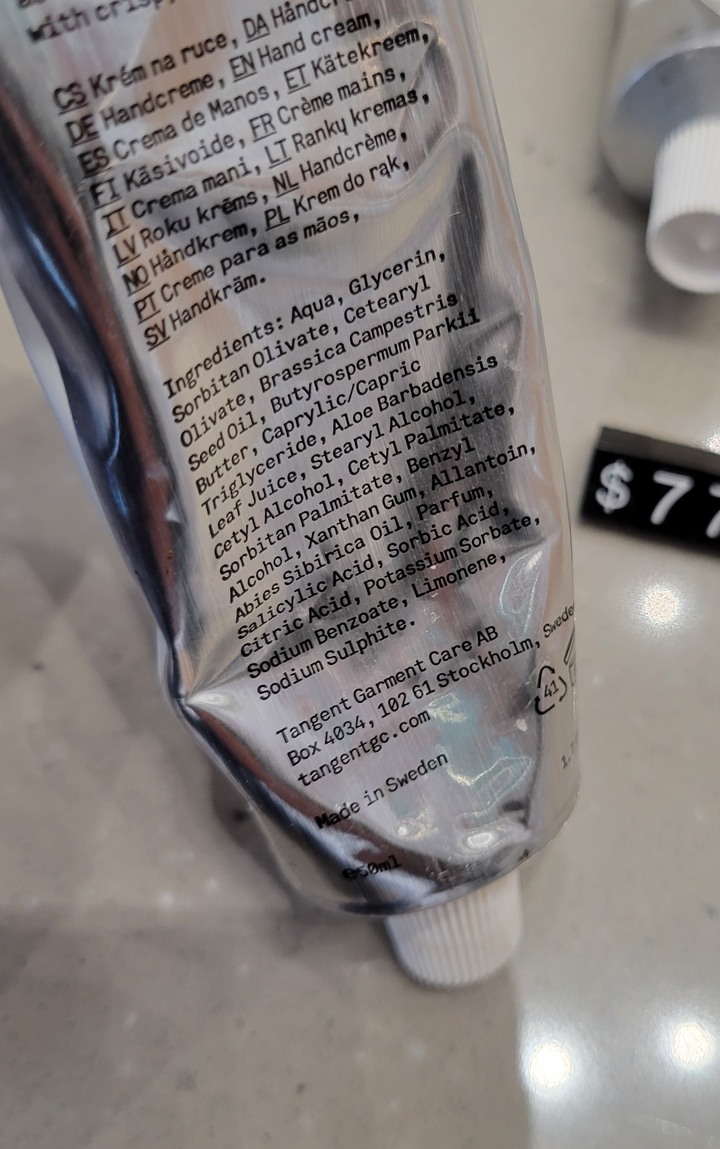 with crisp
CS Krém na ruce, DA Håndc
DE Handcreme, EN Hand cream,
ES Crema de Manos, ET Kätekreem,
FI Käsivoide, FR Crème mains,
IT Crema mani, LT Rankų kremas,
LV Roku krēms, NL Handcrème,
NO Håndkrem, PL Krem do rąk,
PT Creme para as mãos,
SV Handkräm.
Ingredients: Aqua, Glycerin,
Sorbitan Olivate, Cetearyl
Olivate, Brassica Campestris
Seed Oil, Butyrospermum Parkii
Butter, Caprylic/Capric
Triglyceride, Aloe Barbadensis
Leaf Juice, Stearyl Alcohol,
Cetyl Alcohol, Cetyl Palmitate,
Sorbitan Palmitate, Benzyl
Alcohol, Xanthan Gum, Allantoin,
Abies Sibirica Oil, Parfum,
Salicylic Acid, Sorbic Acid,
Citric Acid, Potassium Sorbate,
Sodium Benzoate, Limonene,
Sodium Sulphite.
Tangent Garment Care AB
Box 4034, 102 61 Stockholm, Sweden
tangentgc.com
Made in Sweden
41
1.7
℮50ml
$77